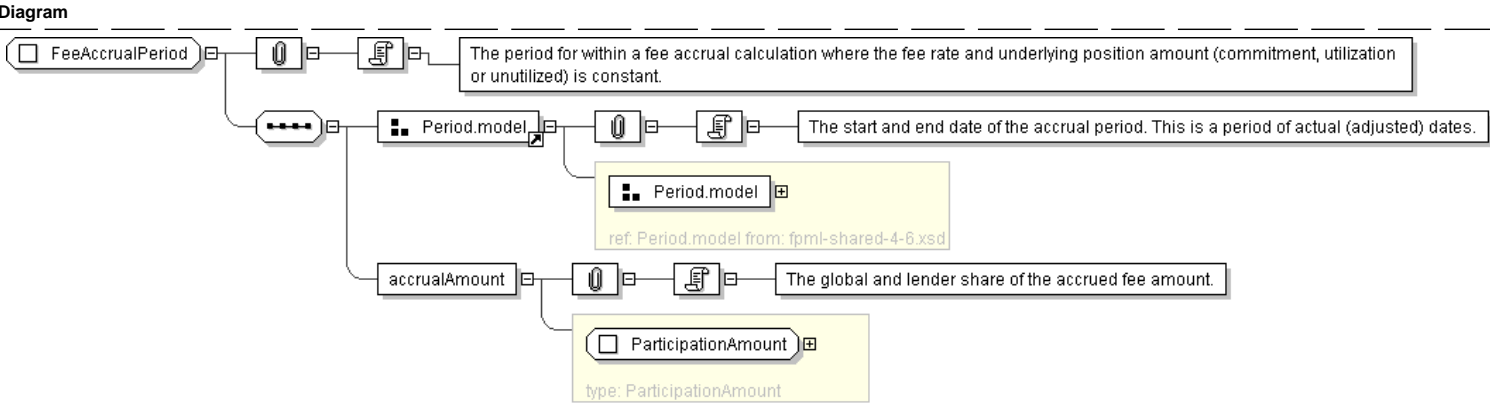 Diagram
FeeAccrualPeriod
The period for within a fee accrual calculation where the fee rate and underlying position amount (commitment, utilization
or unutilized) is constant.
Period.model
The start and end date of the accrual period. This is a period of actual (adjusted) dates.
Period.model
ref: Period.model from: fpml-shared-4-6.xsd
accrualAmount
The global and lender share of the accrued fee amount.
ParticipationAmount
type: ParticipationAmount